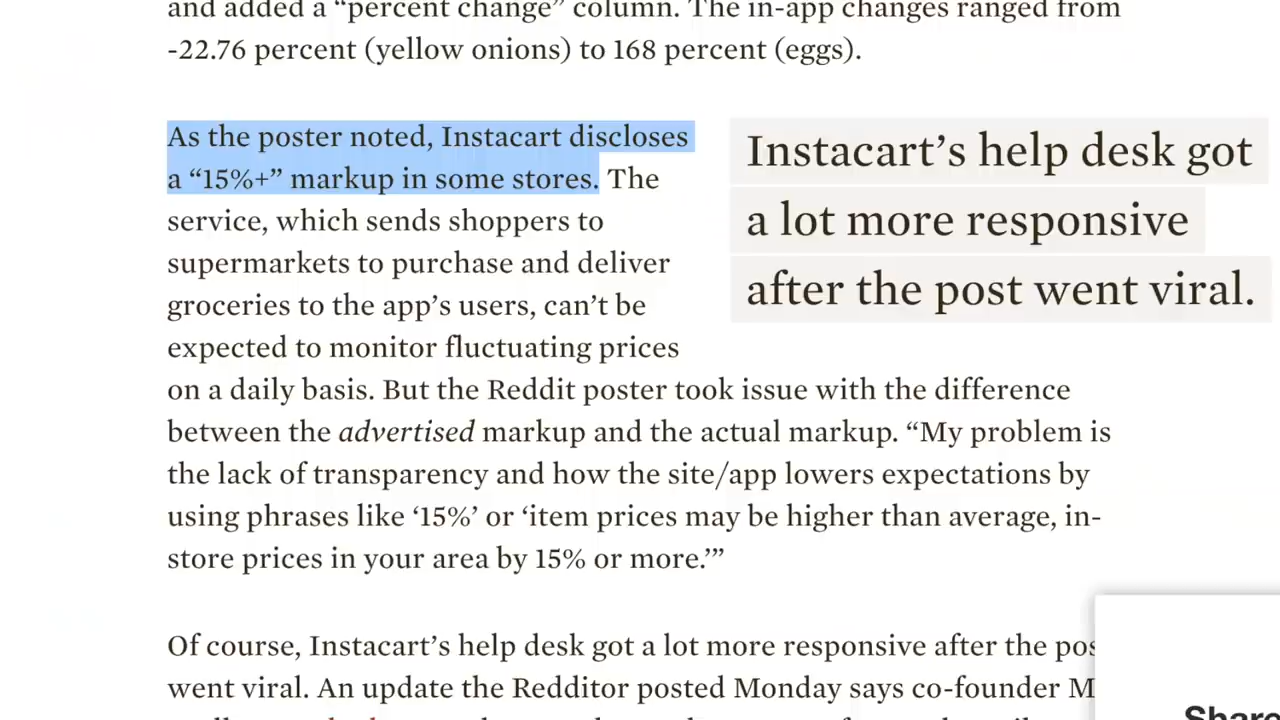 and added a “percent change” column. The in-app changes ranged from
-22.76 percent (yellow onions) to 168 percent (eggs).
As the poster noted, Instacart discloses
a “15%+” markup in some stores. The
service, which sends shoppers to
supermarkets to purchase and deliver
groceries to the app’s users, can’t be
expected to monitor fluctuating prices
on a daily basis. But the Reddit poster took issue with the difference
between the advertised markup and the actual markup. “My problem is
the lack of transparency and how the site/app lowers expectations by
using phrases like ‘15%’ or ‘item prices may be higher than average, in-
store prices in your area by 15% or more.’”
Instacart’s help desk got
a lot more responsive
after the post went viral.
Of course, Instacart’s help desk got a lot more responsive after the pos
went viral. An update the Redditor posted Monday says co-founder M
Share